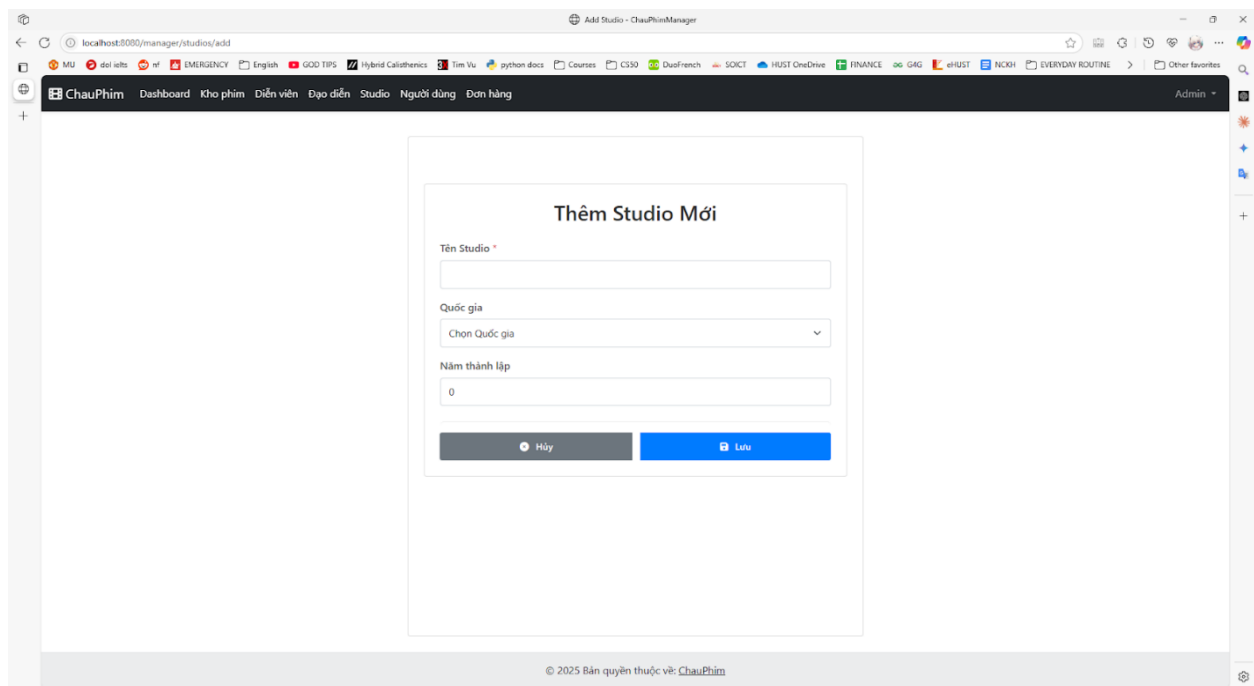 Add Studio - ChauPhimManager
localhost:8080/manager/studios/add
MU dol ielts nf EMERGENCY English GOD TIPS Hybrid Calisthenics Tim Vu python docs Courses CS50 DuoFrench SOICT HUST OneDrive FINANCE G4G eHUST NCKH EVERYDAY ROUTINE Other favorites
ChauPhim Dashboard Kho phim Diễn viên Đạo diễn Studio Người dùng Đơn hàng Admin
Thêm Studio Mới
Tên Studio *
Quốc gia
Chọn Quốc gia
Năm thành lập
0
Hủy Lưu
© 2025 Bản quyền thuộc về: ChauPhim